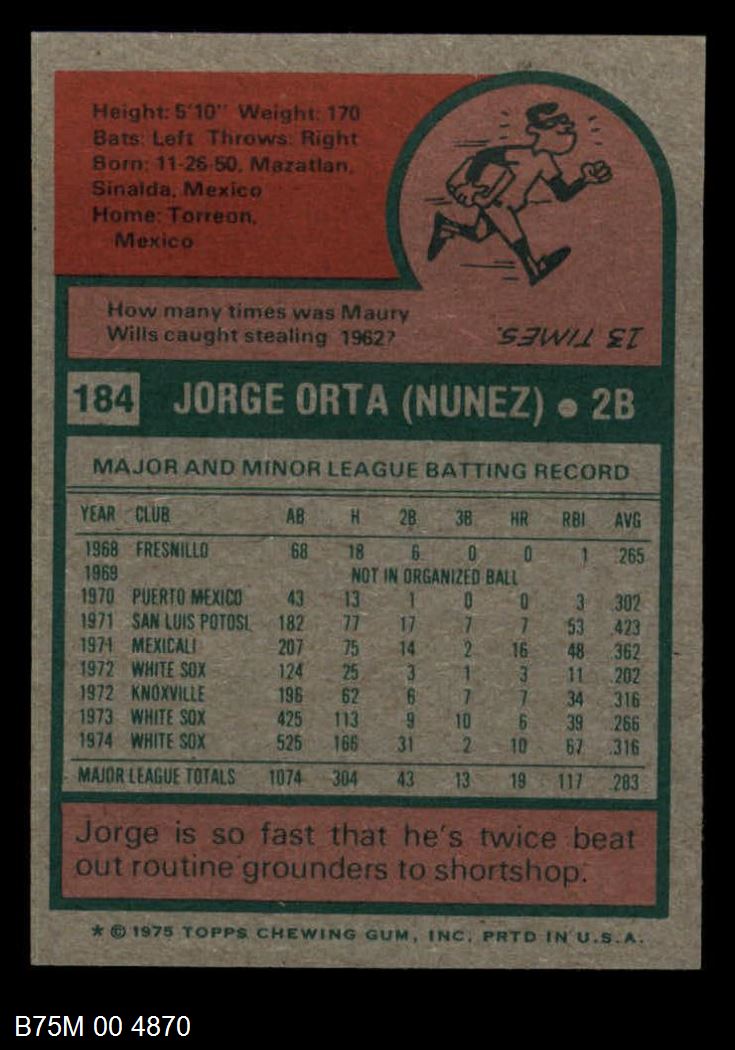 Height: 5'10" Weight: 170
Bats: Left Throws: Right
Born: 11-26-50, Mazatlan,
Sinalda, Mexico
Home: Torreon,
Mexico
How many times was Maury
Wills caught stealing 1962?
13 TIMES.
184 JORGE ORTA (NUNEZ) • 2B
MAJOR AND MINOR LEAGUE BATTING RECORD
YEAR CLUB AB H 2B 3B HR RBI AVG
1968 FRESNILLO 68 18 6 0 0 1 .265
1969 NOT IN ORGANIZED BALL
1970 PUERTO MEXICO 43 13 1 0 0 3 .302
1971 SAN LUIS POTOSI 182 77 17 7 7 53 .423
1971 MEXICALI 207 75 14 2 16 48 .362
1972 WHITE SOX 124 25 3 1 3 11 .202
1972 KNOXVILLE 196 62 6 7 7 34 .316
1973 WHITE SOX 425 113 9 10 6 39 .266
1974 WHITE SOX 525 166 31 2 10 67 .316
MAJOR LEAGUE TOTALS 1074 304 43 13 19 117 .283
Jorge is so fast that he's twice beat
out routine grounders to shortshop.
* © 1975 TOPPS CHEWING GUM, INC. PRTD IN U.S.A.
B75M 00 4870